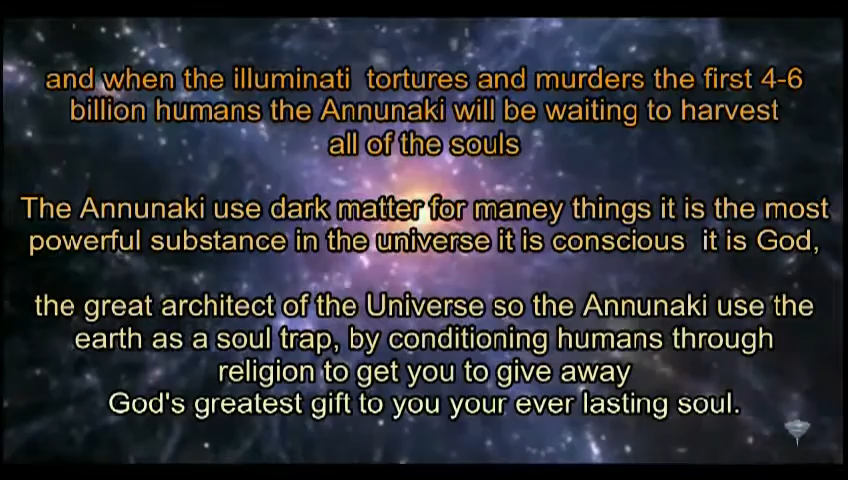 and when the illuminati  tortures and murders the first 4-6
billion humans the Annunaki will be waiting to harvest
all of the souls
The Annunaki use dark matter for maney things it is the most
powerful substance in the universe it is conscious  it is God,
the great architect of the Universe so the Annunaki use the
earth as a soul trap, by conditioning humans through
religion to get you to give away
God's greatest gift to you your ever lasting soul.